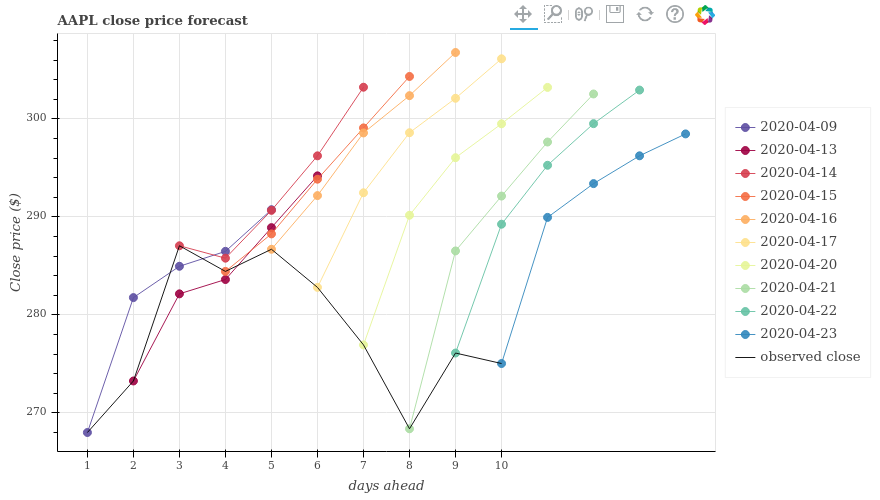 AAPL close price forecast
300
290
280
270
Close price ($)
1 2 3 4 5 6 7 8 9 10
days ahead
2020-04-09
2020-04-13
2020-04-14
2020-04-15
2020-04-16
2020-04-17
2020-04-20
2020-04-21
2020-04-22
2020-04-23
observed close